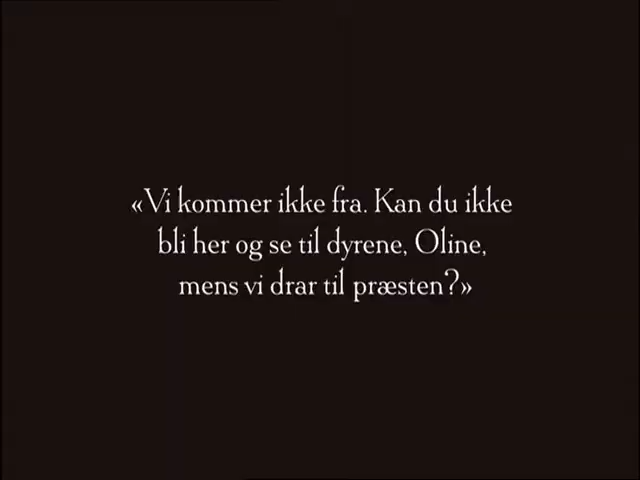 «Vi kommer ikke fra. Kan du ikke
bli her og se til dyrene, Oline,
mens vi drar til præsten?»